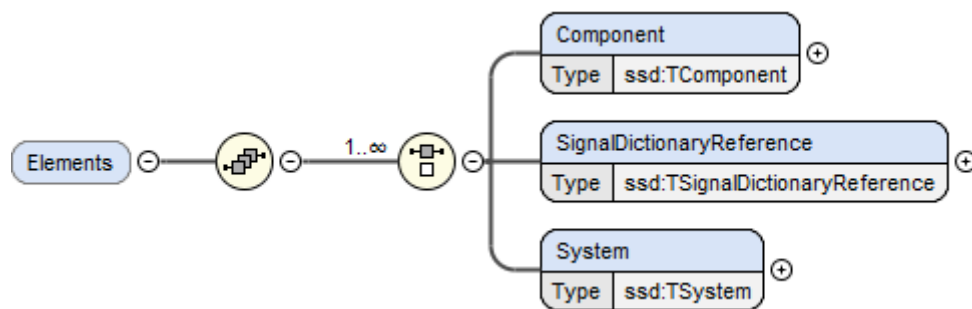 Component
Type ssd:TComponent
Elements
1..∞
SignalDictionaryReference
Type ssd:TSignalDictionaryReference
System
Type ssd:TSystem